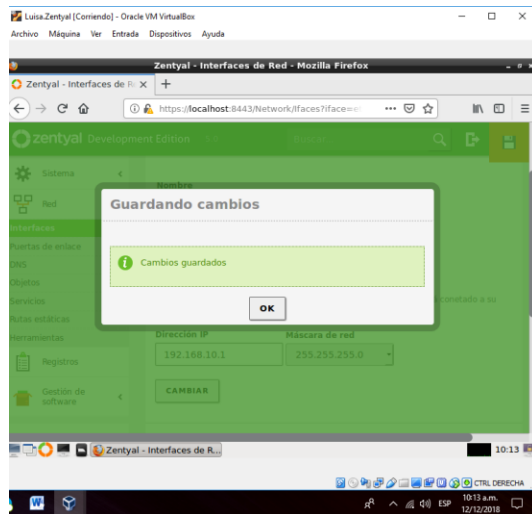 Luisa.Zentyal [Corriendo] - Oracle VM VirtualBox
Archivo Máquina Ver Entrada Dispositivos Ayuda
Zentyal - Interfaces de Red - Mozilla Firefox
Zentyal - Interfaces de R
https://localhost:8443/Network/Ifaces?iface=e
zentyal Development Edition
Buscar...
Sistema
Nombre
Red
Guardando cambios
Interfaces
Puertas de enlace
DNS
Cambios guardados
Objetos
Servicios
conetado a su
OK
Rutas estáticas
Herramientas
Dirección IP Máscara de red
192.168.10.1 255.255.255.0
Registros
Gestión de
software
CAMBIAR
Zentyal - Interfaces de R... 10:13
CTRL DERECHA
ESP 10:13 a.m.
12/12/2018